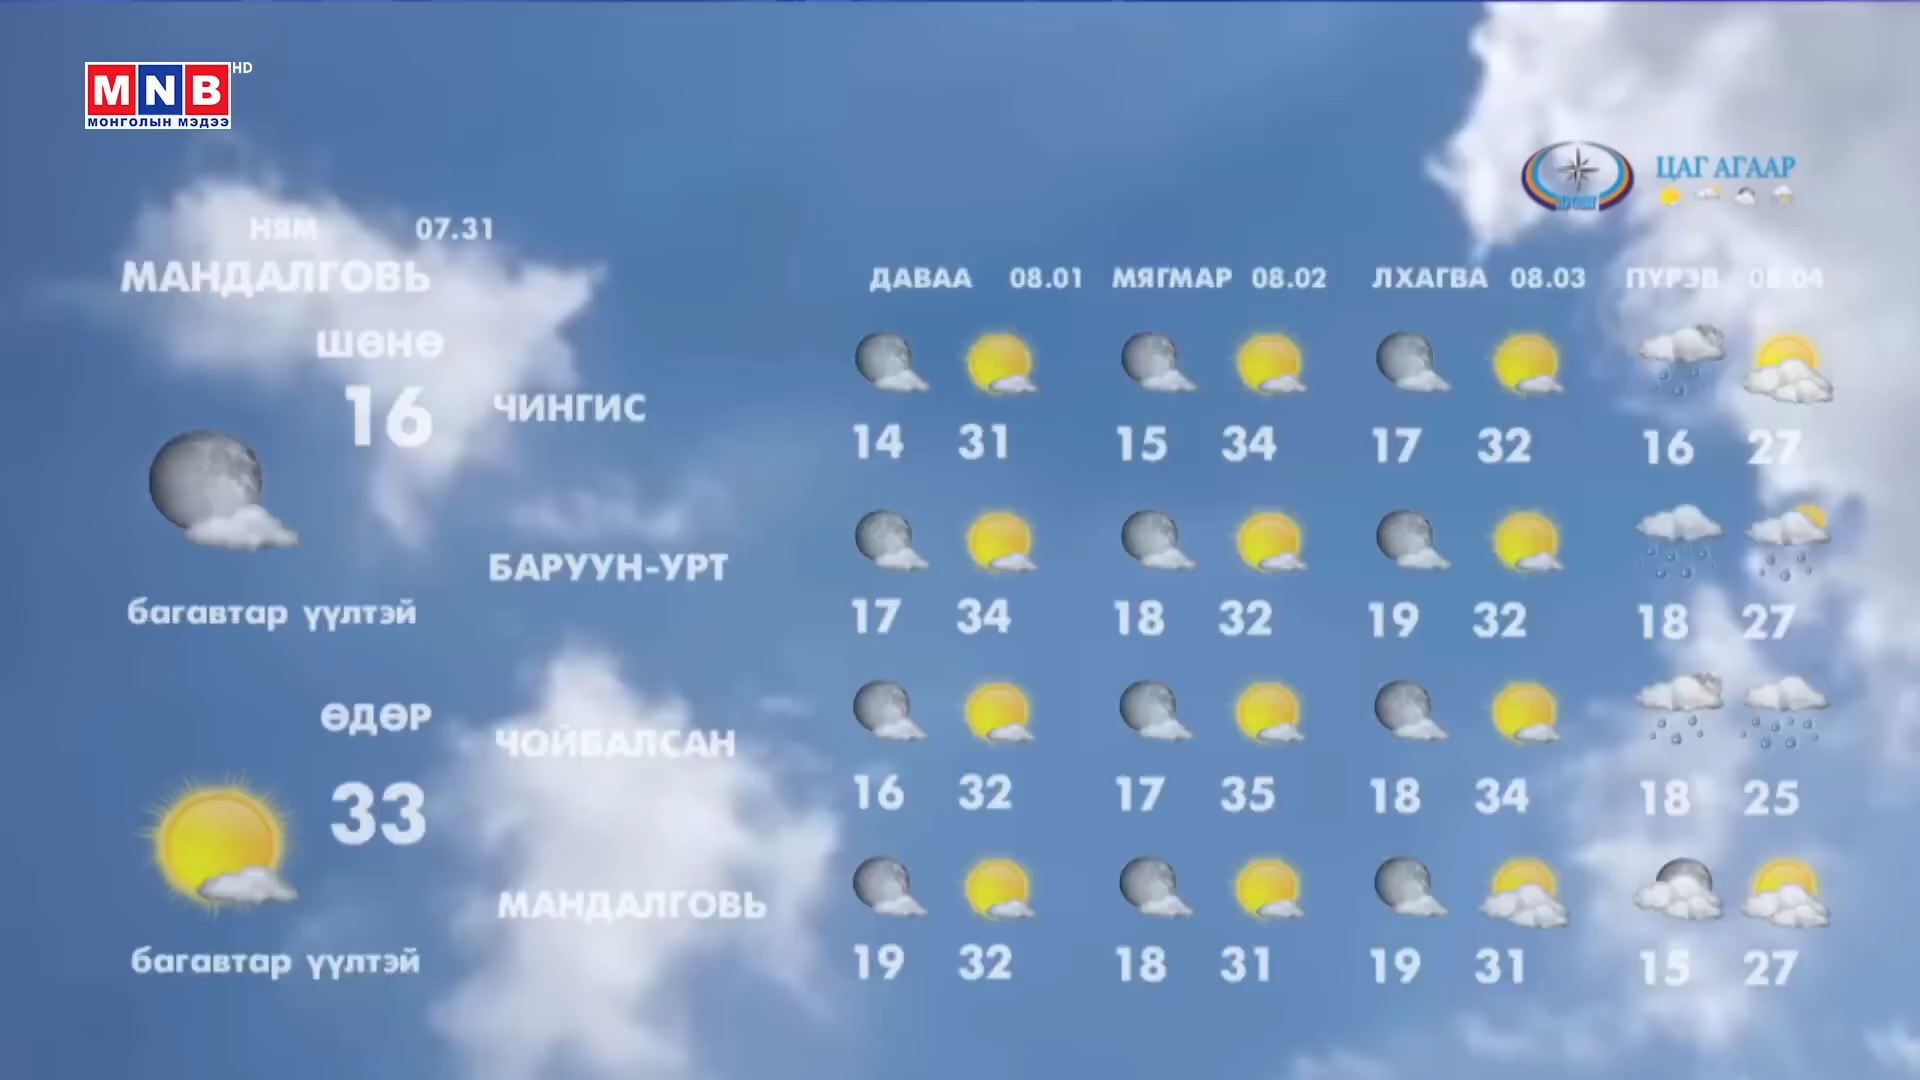 MNB HD
МОНГОЛЫН МЭДЭЭ
ЦАГ АГААР
НЯМ 07.31
МАНДАЛГОВЬ
ШӨНӨ
16
багавтар үүлтэй
ӨДӨР
33
багавтар үүлтэй
ДАВАА 08.01 МЯГМАР 08.02 ЛХАГВА 08.03 ПҮРЭВ 08.04
ЧИНГИС
14 31 15 34 17 32 16 27
БАРУУН-УРТ
17 34 18 32 19 32 18 27
ЧОЙБАЛСАН
16 32 17 35 18 34 18 25
МАНДАЛГОВЬ
19 32 18 31 19 31 15 27